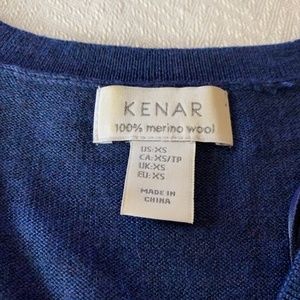 KENAR
100% merino wool
US:XS
CA:XS/TP
UK:XS
EU:XS
MADE IN
CHINA